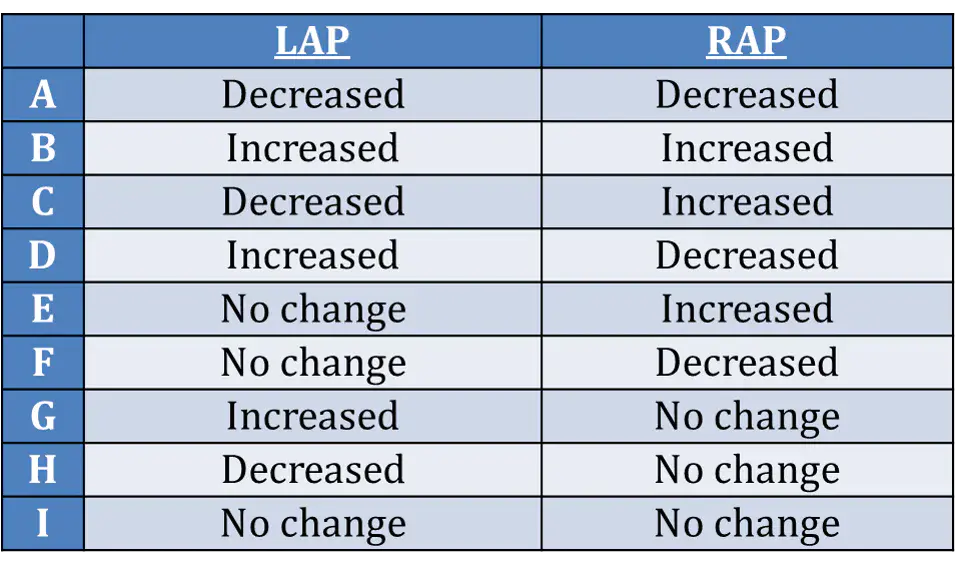 LAP RAP
A Decreased Decreased
B Increased Increased
C Decreased Increased
D Increased Decreased
E No change Increased
F No change Decreased
G Increased No change
H Decreased No change
I No change No change